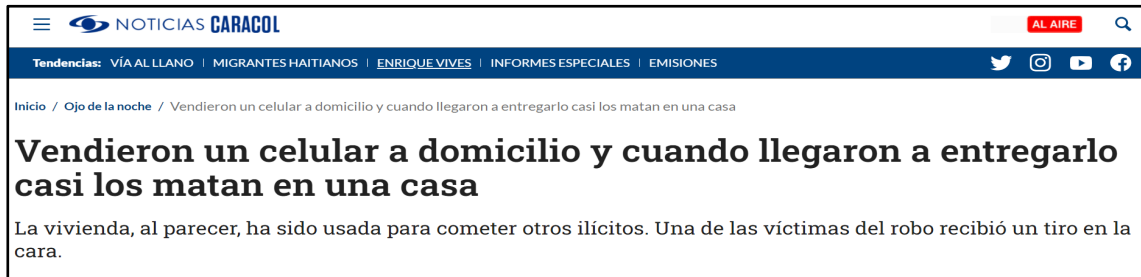 NOTICIAS CARACOL
AL AIRE
Tendencias: VÍA AL LLANO | MIGRANTES HAITIANOS | ENRIQUE VIVES | INFORMES ESPECIALES | EMISIONES
Inicio / Ojo de la noche / Vendieron un celular a domicilio y cuando llegaron a entregarlo casi los matan en una casa
Vendieron un celular a domicilio y cuando llegaron a entregarlo
casi los matan en una casa
La vivienda, al parecer, ha sido usada para cometer otros ilícitos. Una de las víctimas del robo recibió un tiro en la
cara.